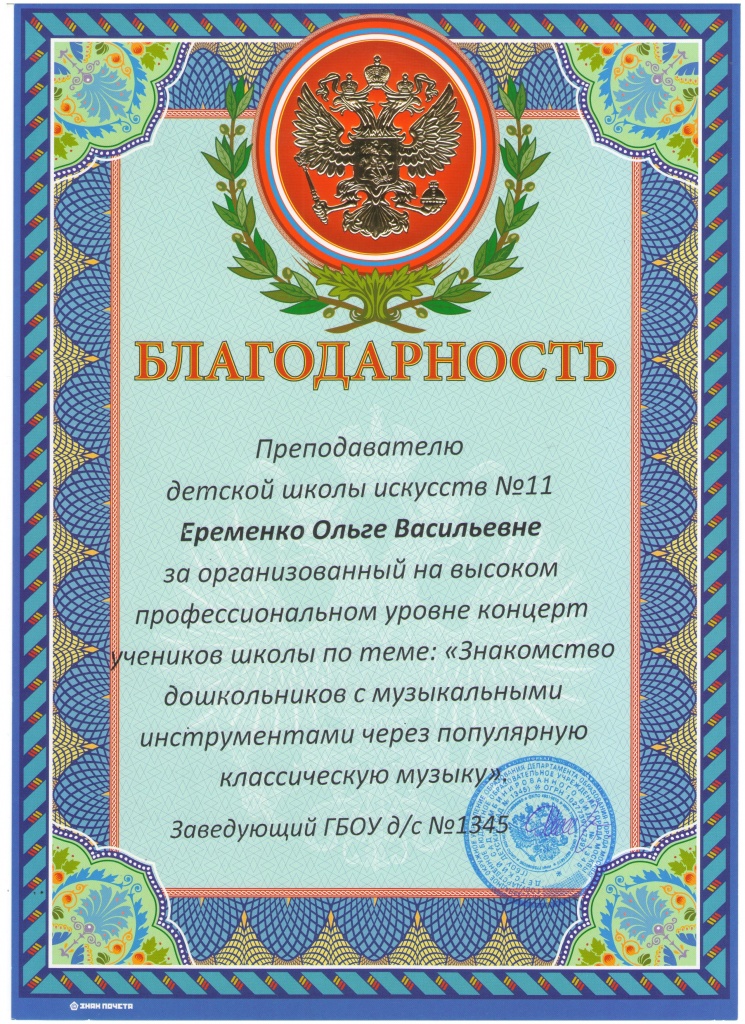 БЛАГОДАРНОСТЬ
Преподавателю
детской школы искусств №11
Еременко Ольге Васильевне
за организованный на высоком
профессиональном уровне концерт
учеников школы по теме: «Знакомство
дошкольников с музыкальными
инструментами через популярную
классическую музыку».
Заведующий ГБОУ д/с №1345
ЗНАК ПОЧЕТА